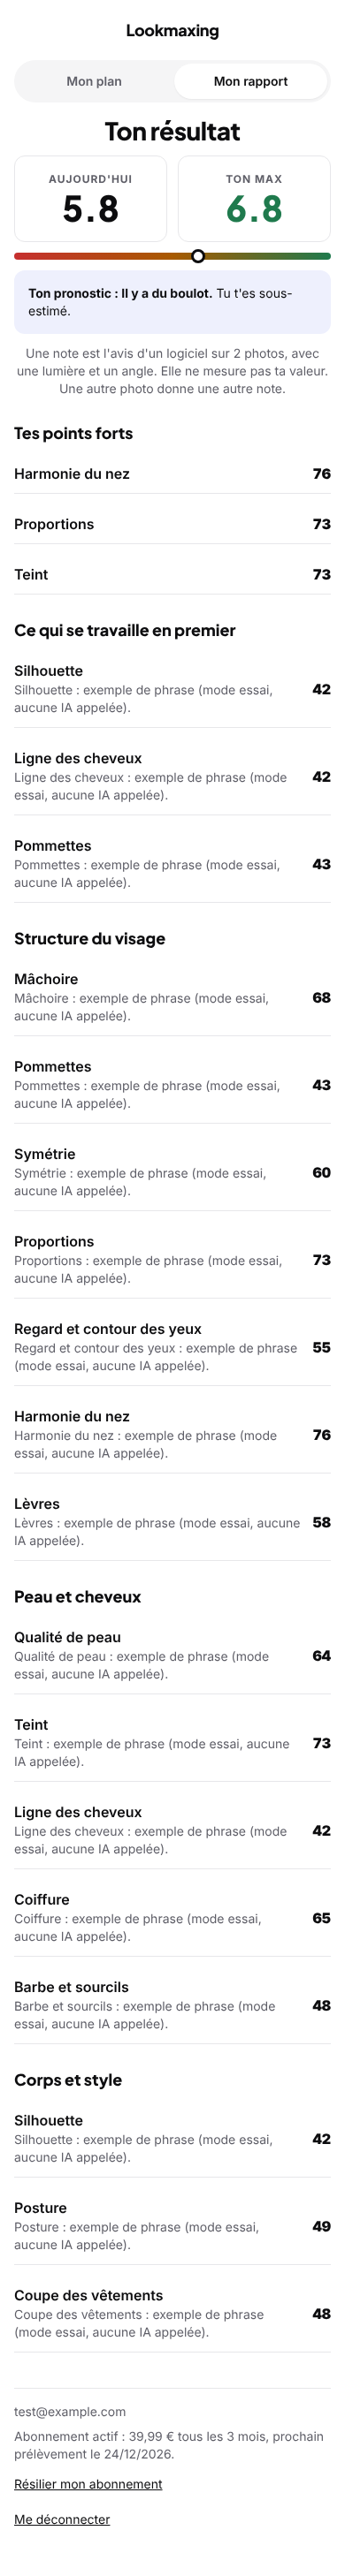 Lookmaxing
Mon plan
Mon rapport
Ton résultat
AUJOURD'HUI
5.8
TON MAX
6.8
Ton pronostic : Il y a du boulot. Tu t'es sous-
estimé.
Une note est l'avis d'un logiciel sur 2 photos, avec
une lumière et un angle. Elle ne mesure pas ta valeur.
Une autre photo donne une autre note.
Tes points forts
Harmonie du nez 76
Proportions 73
Teint 73
Ce qui se travaille en premier
Silhouette
Silhouette : exemple de phrase (mode essai, 42
aucune IA appelée).
Ligne des cheveux
Ligne des cheveux : exemple de phrase (mode 42
essai, aucune IA appelée).
Pommettes
Pommettes : exemple de phrase (mode essai, 43
aucune IA appelée).
Structure du visage
Mâchoire
Mâchoire : exemple de phrase (mode essai, 68
aucune IA appelée).
Pommettes
Pommettes : exemple de phrase (mode essai, 43
aucune IA appelée).
Symétrie
Symétrie : exemple de phrase (mode essai, 60
aucune IA appelée).
Proportions
Proportions : exemple de phrase (mode essai, 73
aucune IA appelée).
Regard et contour des yeux
Regard et contour des yeux : exemple de phrase 55
(mode essai, aucune IA appelée).
Harmonie du nez
Harmonie du nez : exemple de phrase (mode 76
essai, aucune IA appelée).
Lèvres
Lèvres : exemple de phrase (mode essai, aucune 58
IA appelée).
Peau et cheveux
Qualité de peau
Qualité de peau : exemple de phrase (mode 64
essai, aucune IA appelée).
Teint
Teint : exemple de phrase (mode essai, aucune 73
IA appelée).
Ligne des cheveux
Ligne des cheveux : exemple de phrase (mode 42
essai, aucune IA appelée).
Coiffure
Coiffure : exemple de phrase (mode essai, 65
aucune IA appelée).
Barbe et sourcils
Barbe et sourcils : exemple de phrase (mode 48
essai, aucune IA appelée).
Corps et style
Silhouette
Silhouette : exemple de phrase (mode essai, 42
aucune IA appelée).
Posture
Posture : exemple de phrase (mode essai, 49
aucune IA appelée).
Coupe des vêtements
Coupe des vêtements : exemple de phrase 48
(mode essai, aucune IA appelée).
test@example.com
Abonnement actif : 39,99 € tous les 3 mois, prochain
prélèvement le 24/12/2026.
Résilier mon abonnement
Me déconnecter